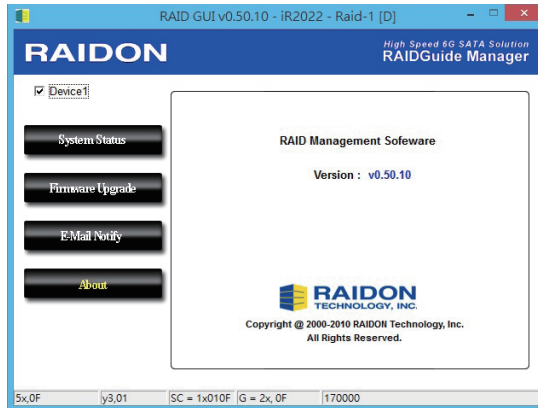 RAID GUI v0.50.10 - iR2022 - Raid-1 [D]
RAIDON
High Speed 6G SATA Solution
RAIDGuide Manager
Device1
System Status
Firmware Upgrade
E-Mail Notify
About
RAID Management Sofeware
Version : v0.50.10
RAIDON
TECHNOLOGY, INC.
Copyright @ 2000-2010 RAIDON Technology, Inc.
All Rights Reserved.
5x,0F y3,01 SC = 1x010F G = 2x, 0F 170000